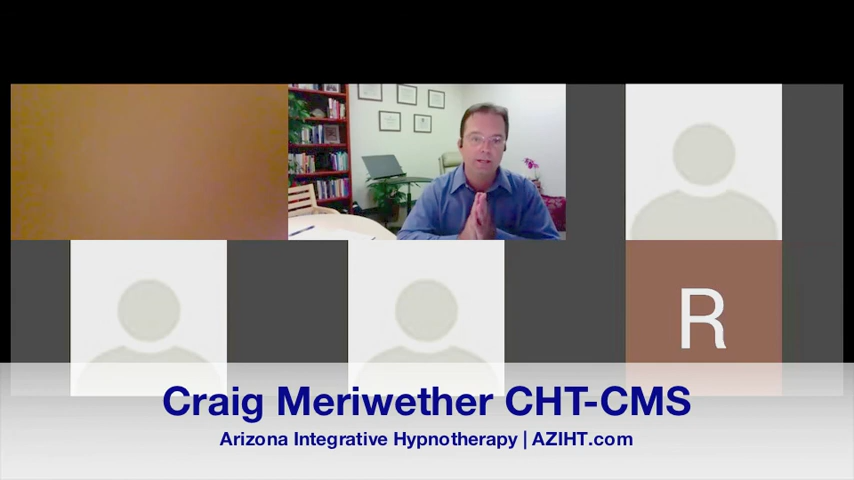 R
Craig Meriwether CHT-CMS
Arizona Integrative Hypnotherapy | AZIHT.com